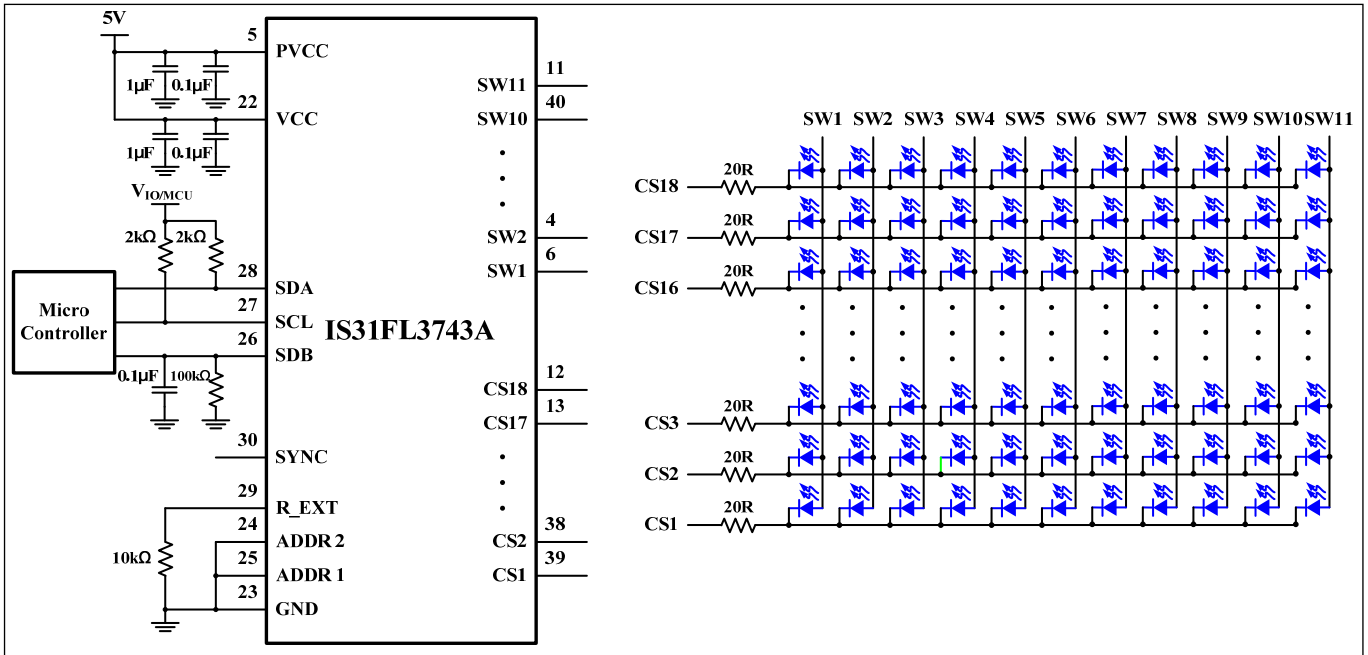 5V
5
PVCC
1µF
0.1µF
22
VCC
1µF
0.1µF
V_IO/MCU
2kΩ
2kΩ
28
SDA
Micro
Controller
27
SCL
26
SDB
0.1µF
100kΩ
30
SYNC
29
R_EXT
24
ADDR 2
10kΩ
25
ADDR 1
23
GND
IS31FL3743A
11
SW11
40
SW10
4
SW2
6
SW1
12
CS18
13
CS17
38
CS2
39
CS1
SW1 SW2 SW3 SW4 SW5 SW6 SW7 SW8 SW9 SW10 SW11
20R
CS18
20R
CS17
20R
CS16
20R
CS3
20R
CS2
20R
CS1